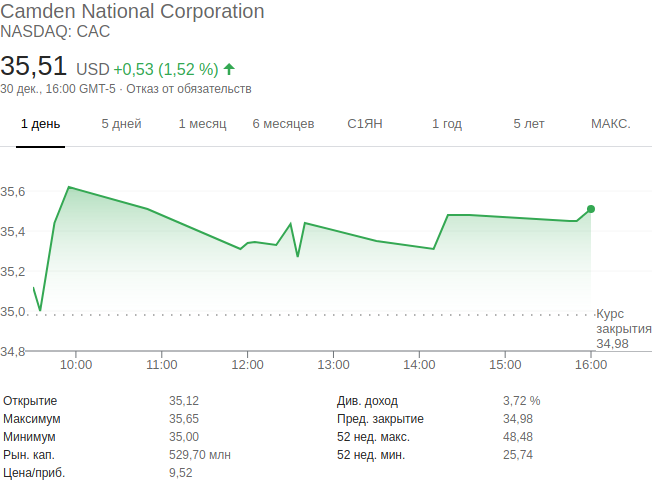 Camden National Corporation
NASDAQ: CAC
35,51 USD +0,53 (1,52 %)
30 дек., 16:00 GMT-5 · Отказ от обязательств
1 день 5 дней 1 месяц 6 месяцев С1ЯН 1 год 5 лет МАКС.
35,6
35,4
35,2
35,0
Курс
закрытия
34,98
34,8
10:00 11:00 12:00 13:00 14:00 15:00 16:00
Открытие 35,12 Див. доход 3,72 %
Максимум 35,65 Пред. закрытие 34,98
Минимум 35,00 52 нед. макс. 48,48
Рын. кап. 529,70 млн 52 нед. мин. 25,74
Цена/приб. 9,52